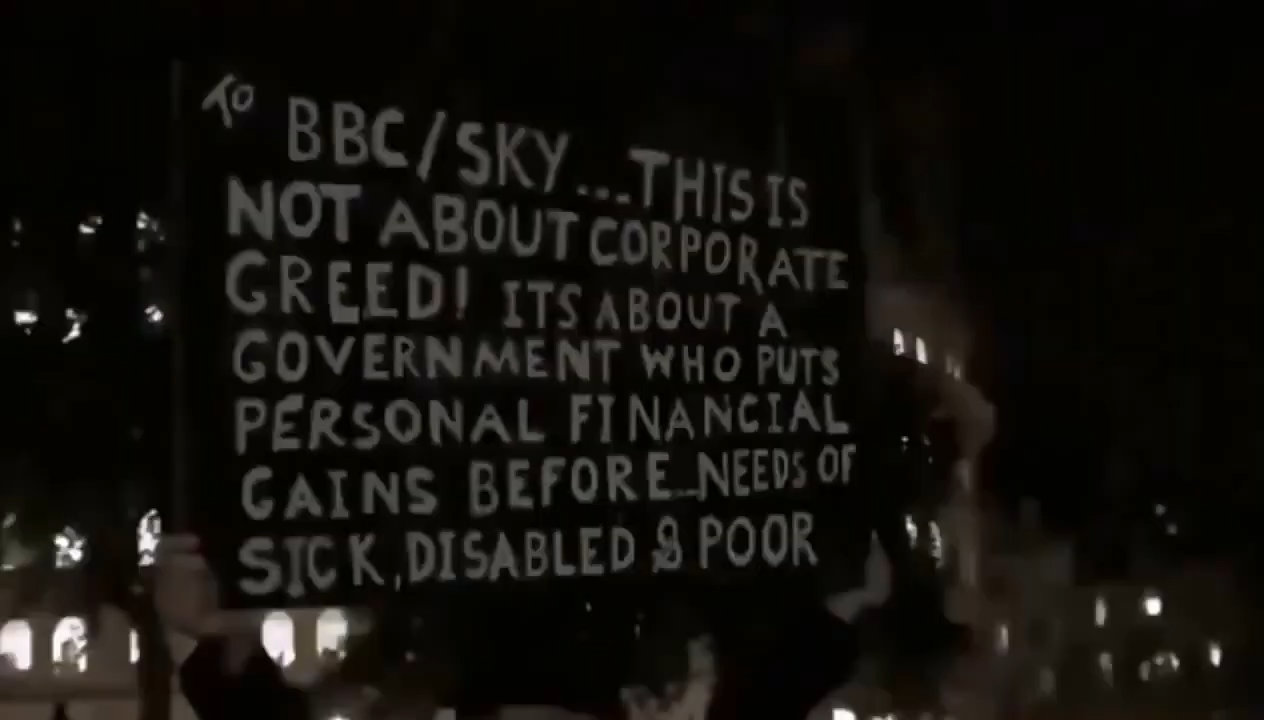 TO BBC/SKY...THIS IS
NOT ABOUT CORPORATE
GREED! ITS ABOUT A
GOVERNMENT WHO PUTS
PERSONAL FINANCIAL
GAINS BEFORE...NEEDS OF
SICK, DISABLED & POOR